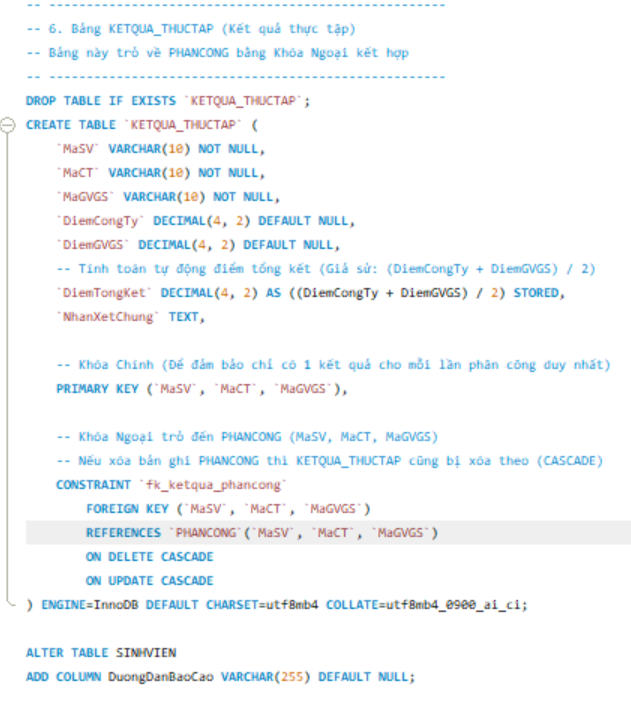 -- --------------------------------------------
-- 6. Bảng KETQUA_THUCTAP (Kết quả thực tập)
-- Bảng này trỏ về PHANCONG bằng Khóa Ngoại kết hợp
-- --------------------------------------------
DROP TABLE IF EXISTS `KETQUA_THUCTAP`;
CREATE TABLE `KETQUA_THUCTAP` (
`MaSV` VARCHAR(10) NOT NULL,
`MaCT` VARCHAR(10) NOT NULL,
`MaGVGS` VARCHAR(10) NOT NULL,
`DiemCongTy` DECIMAL(4, 2) DEFAULT NULL,
`DiemGVGS` DECIMAL(4, 2) DEFAULT NULL,
-- Tính toán tự động điểm tổng kết (Giả sử: (DiemCongTy + DiemGVGS) / 2)
`DiemTongKet` DECIMAL(4, 2) AS ((DiemCongTy + DiemGVGS) / 2) STORED,
`NhanXetChung` TEXT,
-- Khóa Chính (Để đảm bảo chỉ có 1 kết quả cho mỗi lần phân công duy nhất)
PRIMARY KEY (`MaSV`, `MaCT`, `MaGVGS`),
-- Khóa Ngoại trỏ đến PHANCONG (MaSV, MaCT, MaGVGS)
-- Nếu xóa bản ghi PHANCONG thì KETQUA_THUCTAP cũng bị xóa theo (CASCADE)
CONSTRAINT `fk_ketqua_phancong`
FOREIGN KEY (`MaSV`, `MaCT`, `MaGVGS`)
REFERENCES `PHANCONG`(`MaSV`, `MaCT`, `MaGVGS`)
ON DELETE CASCADE
ON UPDATE CASCADE
) ENGINE=InnoDB DEFAULT CHARSET=utf8mb4 COLLATE=utf8mb4_0900_ai_ci;
ALTER TABLE SINHVIEN
ADD COLUMN DuongDanBaoCao VARCHAR(255) DEFAULT NULL;